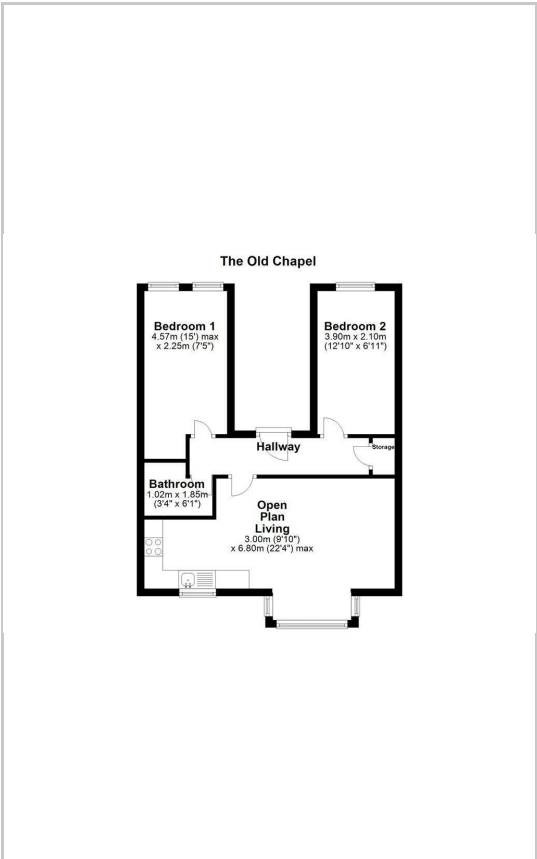 The Old Chapel
Bedroom 1
4.57m (15') max
x 2.25m (7'5")
Bedroom 2
3.90m x 2.10m
(12'10" x 6'11")
Hallway
Storage
Bathroom
1.02m x 1.85m
(3'4" x 6'1")
Open
Plan
Living
3.00m (9'10")
x 6.80m (22'4") max